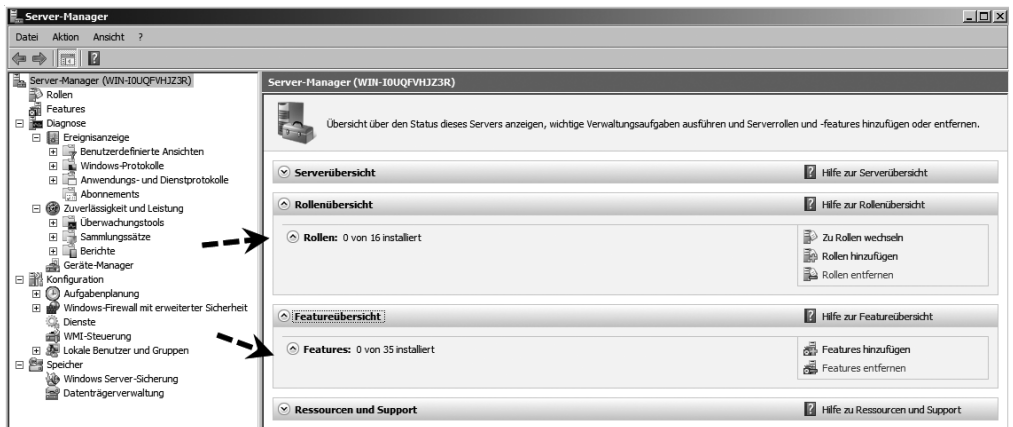 Server-Manager
Datei Aktion Ansicht ?
Server-Manager (WIN-I0UQFVHJZ3R)
Rollen
Features
Diagnose
Ereignisanzeige
Benutzerdefinierte Ansichten
Windows-Protokolle
Anwendungs- und Dienstprotokolle
Abonnements
Zuverlässigkeit und Leistung
Überwachungstools
Sammlungssätze
Berichte
Geräte-Manager
Konfiguration
Aufgabenplanung
Windows-Firewall mit erweiterter Sicherheit
Dienste
WMI-Steuerung
Lokale Benutzer und Gruppen
Speicher
Windows Server-Sicherung
Datenträgerverwaltung
Server-Manager (WIN-I0UQFVHJZ3R)
Übersicht über den Status dieses Servers anzeigen, wichtige Verwaltungsaufgaben ausführen und Serverrollen und -features hinzufügen oder entfernen.
Serverübersicht
Hilfe zur Serverübersicht
Rollenübersicht
Hilfe zur Rollenübersicht
Rollen: 0 von 16 installiert
Zu Rollen wechseln
Rollen hinzufügen
Rollen entfernen
Featureübersicht
Hilfe zur Featureübersicht
Features: 0 von 35 installiert
Features hinzufügen
Features entfernen
Ressourcen und Support
Hilfe zu Ressourcen und Support